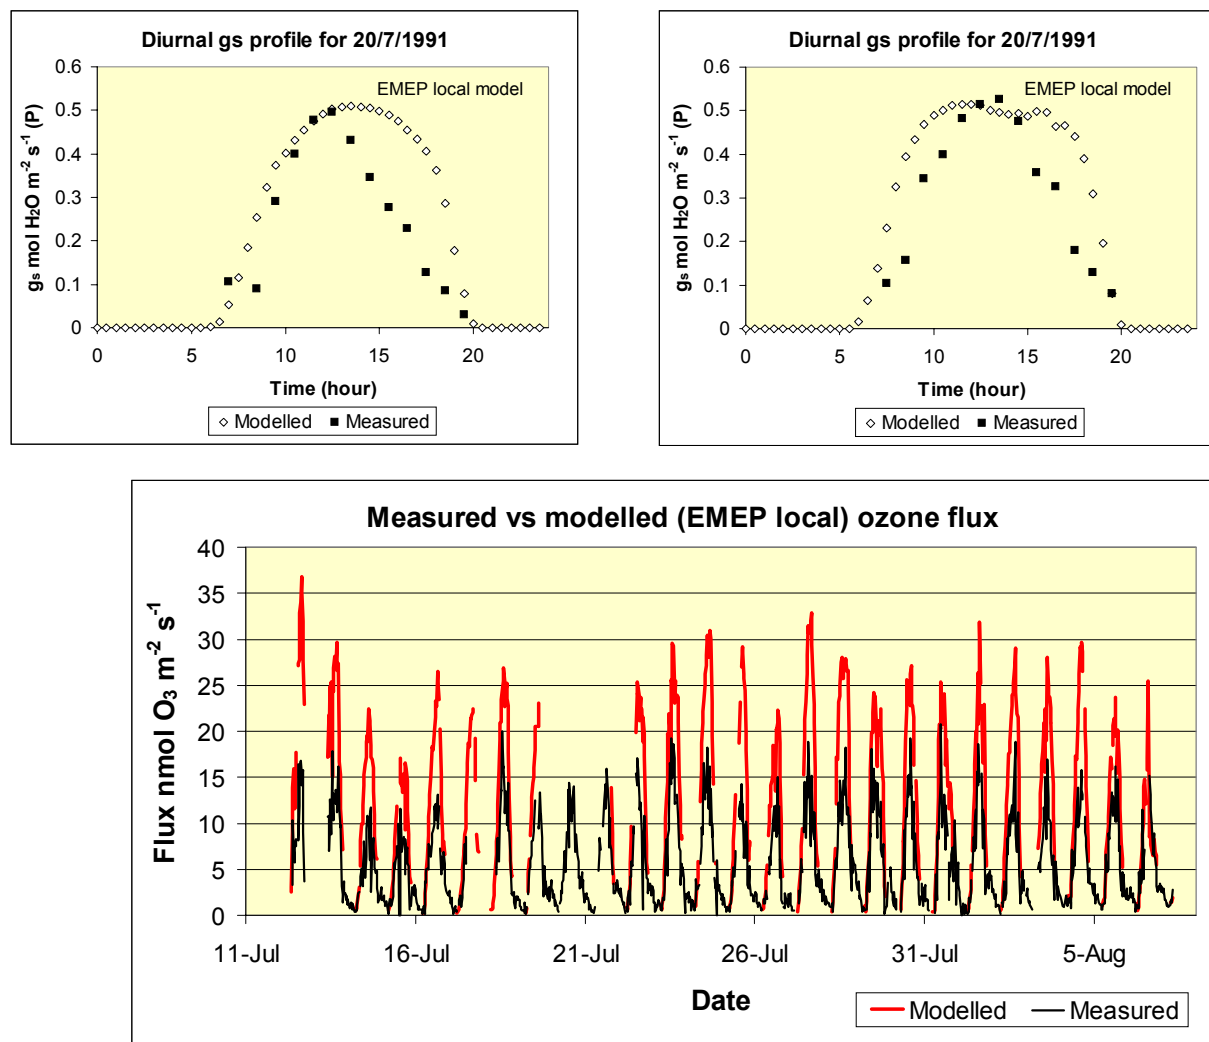 Diurnal gs profile for 20/7/1991
EMEP local model
gs mol H2O m-2 s-1 (P)
0.6
0.5
0.4
0.3
0.2
0.1
0
0 5 10 15 20
Time (hour)
Modelled Measured
Diurnal gs profile for 20/7/1991
EMEP local model
gs mol H2O m-2 s-1 (P)
0.6
0.5
0.4
0.3
0.2
0.1
0
0 5 10 15 20
Time (hour)
Modelled Measured
Measured vs modelled (EMEP local) ozone flux
Flux nmol O3 m-2 s-1
40
35
30
25
20
15
10
5
0
11-Jul 16-Jul 21-Jul 26-Jul 31-Jul 5-Aug
Date
Modelled Measured